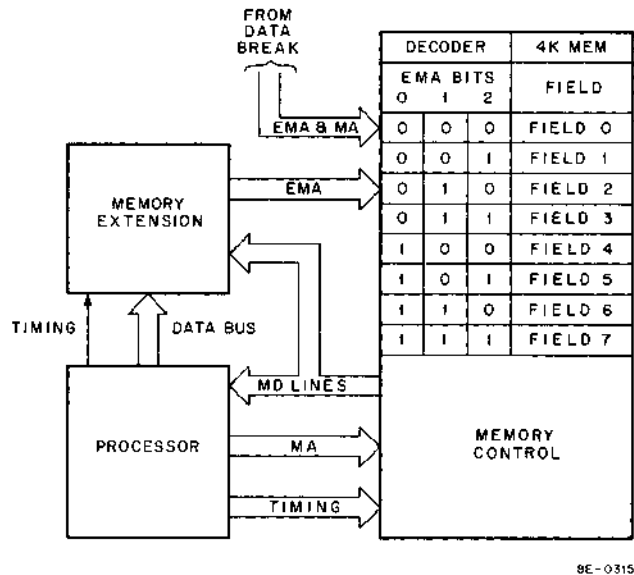 FROM
DATA
BREAK
DECODER 4K MEM
EMA BITS FIELD
0 1 2
EMA & MA
0 0 0 FIELD 0
0 0 1 FIELD 1
0 1 0 FIELD 2
0 1 1 FIELD 3
1 0 0 FIELD 4
1 0 1 FIELD 5
1 1 0 FIELD 6
1 1 1 FIELD 7
MEMORY
EXTENSION
EMA
TIMING
DATA BUS
MD LINES
PROCESSOR
MA
TIMING
MEMORY
CONTROL
8E-0315